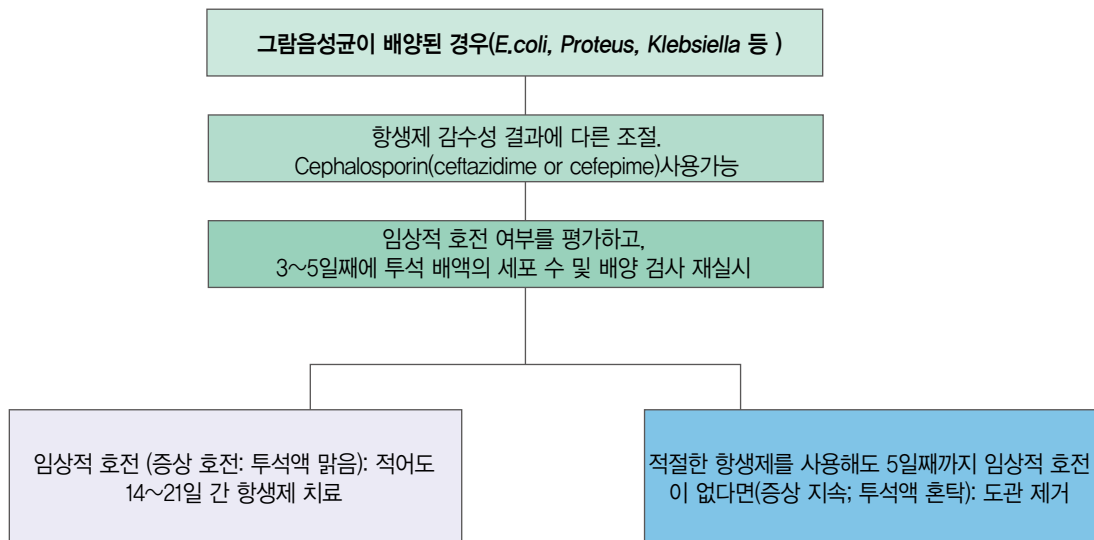 그람음성균이 배양된 경우(E.coli, Proteus, Klebsiella 등 )
항생제 감수성 결과에 다른 조절.
Cephalosporin(ceftazidime or cefepime)사용가능
임상적 호전 여부를 평가하고,
3~5일째에 투석 배액의 세포 수 및 배양 검사 재실시
임상적 호전 (증상 호전: 투석액 맑음): 적어도
14~21일 간 항생제 치료
적절한 항생제를 사용해도 5일째까지 임상적 호전
이 없다면(증상 지속; 투석액 혼탁): 도관 제거